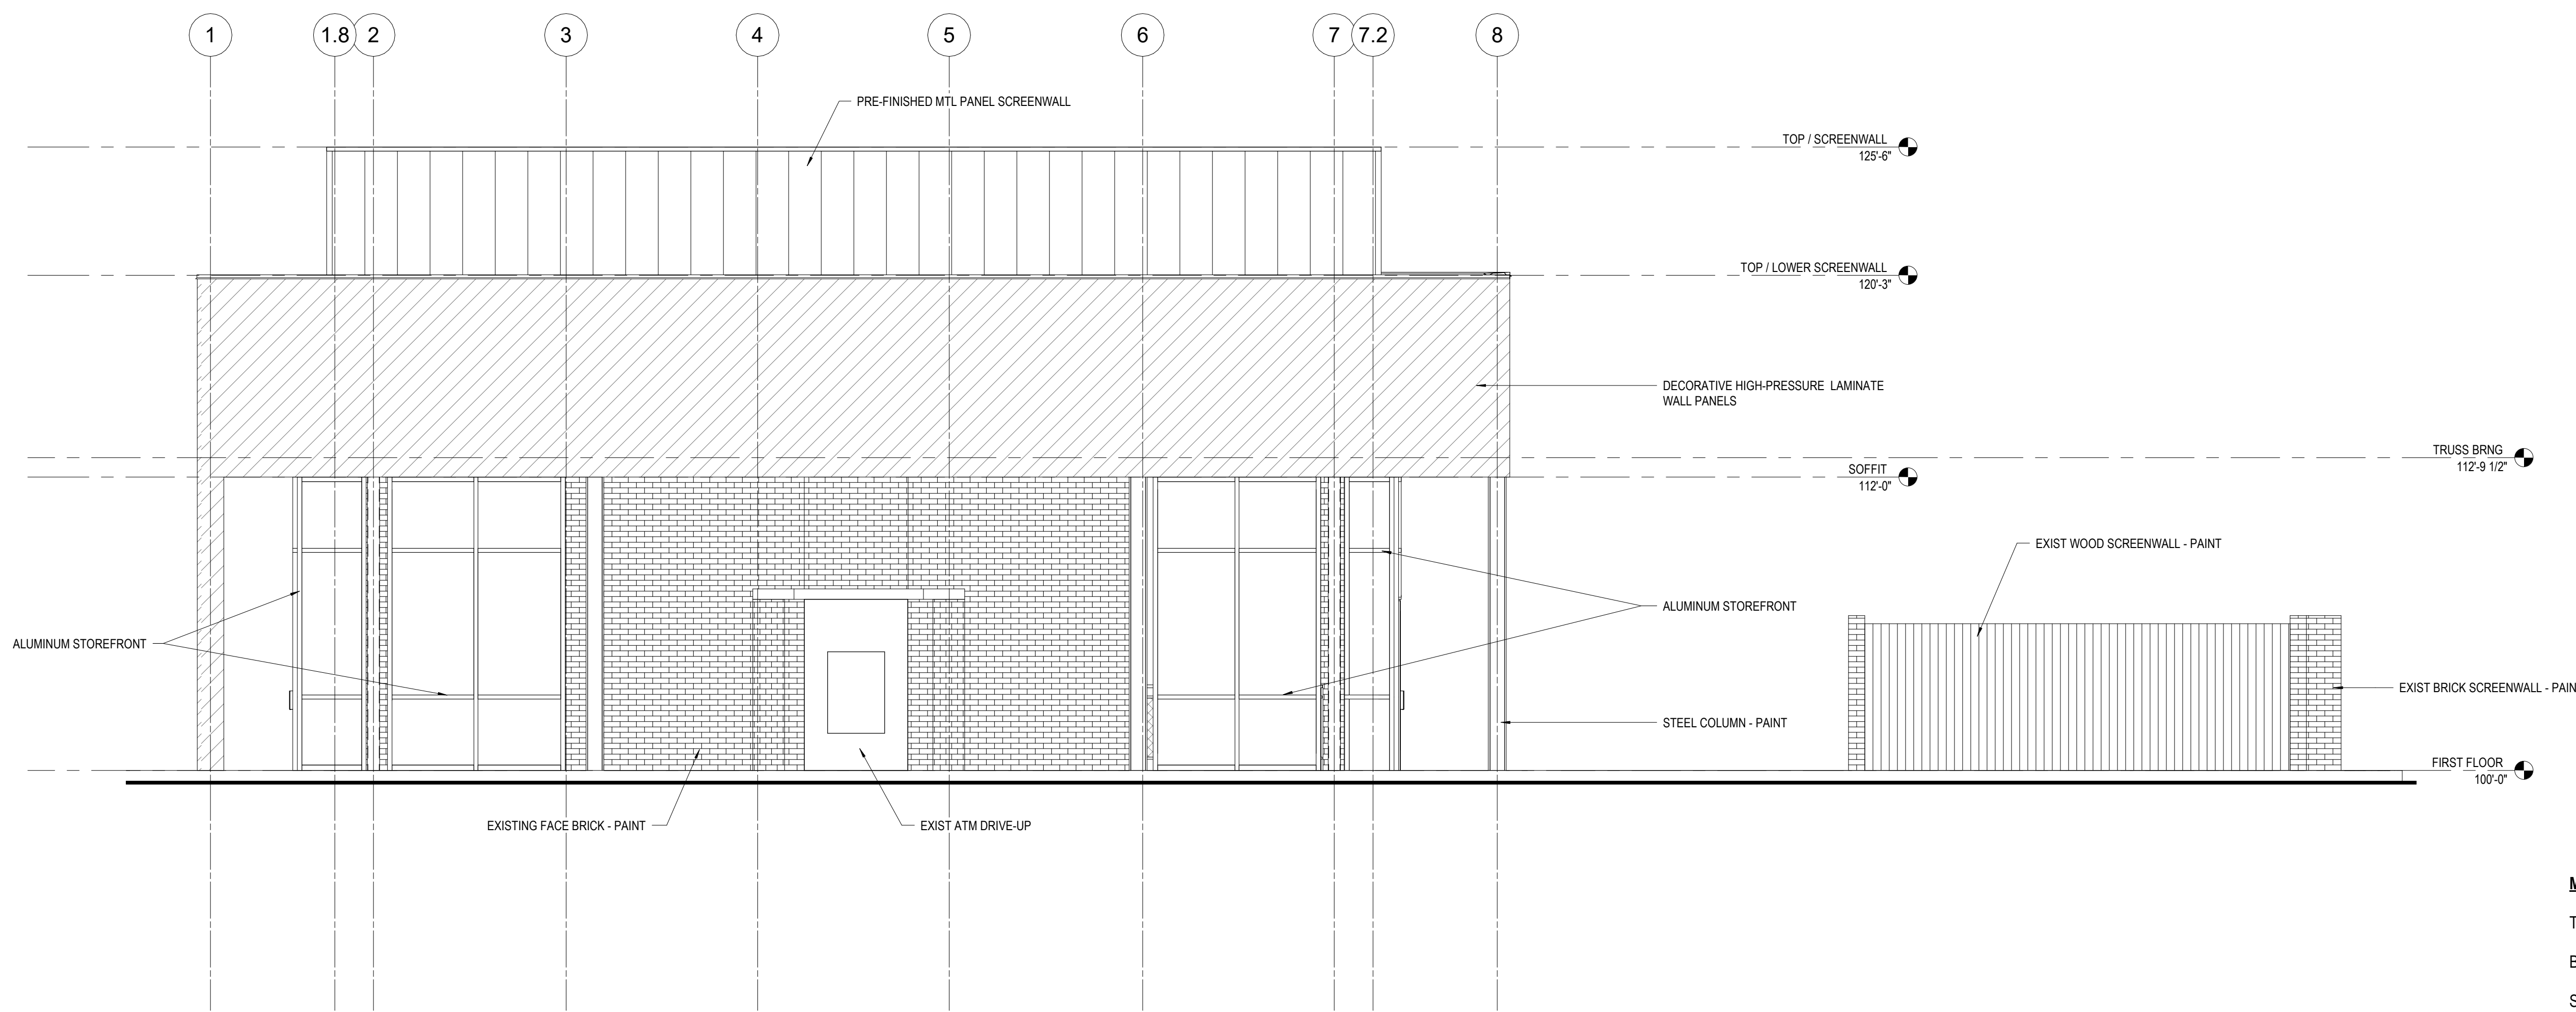 1 1.8 2 3 4 5 6 7 7.2 8
PRE-FINISHED MTL PANEL SCREENWALL
TOP / SCREENWALL
125'-6"
TOP / LOWER SCREENWALL
120'-3"
DECORATIVE HIGH-PRESSURE LAMINATE
WALL PANELS
TRUSS BRNG
112'-9 1/2"
SOFFIT
112'-0"
EXIST WOOD SCREENWALL - PAINT
ALUMINUM STOREFRONT
ALUMINUM STOREFRONT
EXIST BRICK SCREENWALL - PAIN
STEEL COLUMN - PAINT
FIRST FLOOR
100'-0"
EXISTING FACE BRICK - PAINT
EXIST ATM DRIVE-UP
M
T
B
S